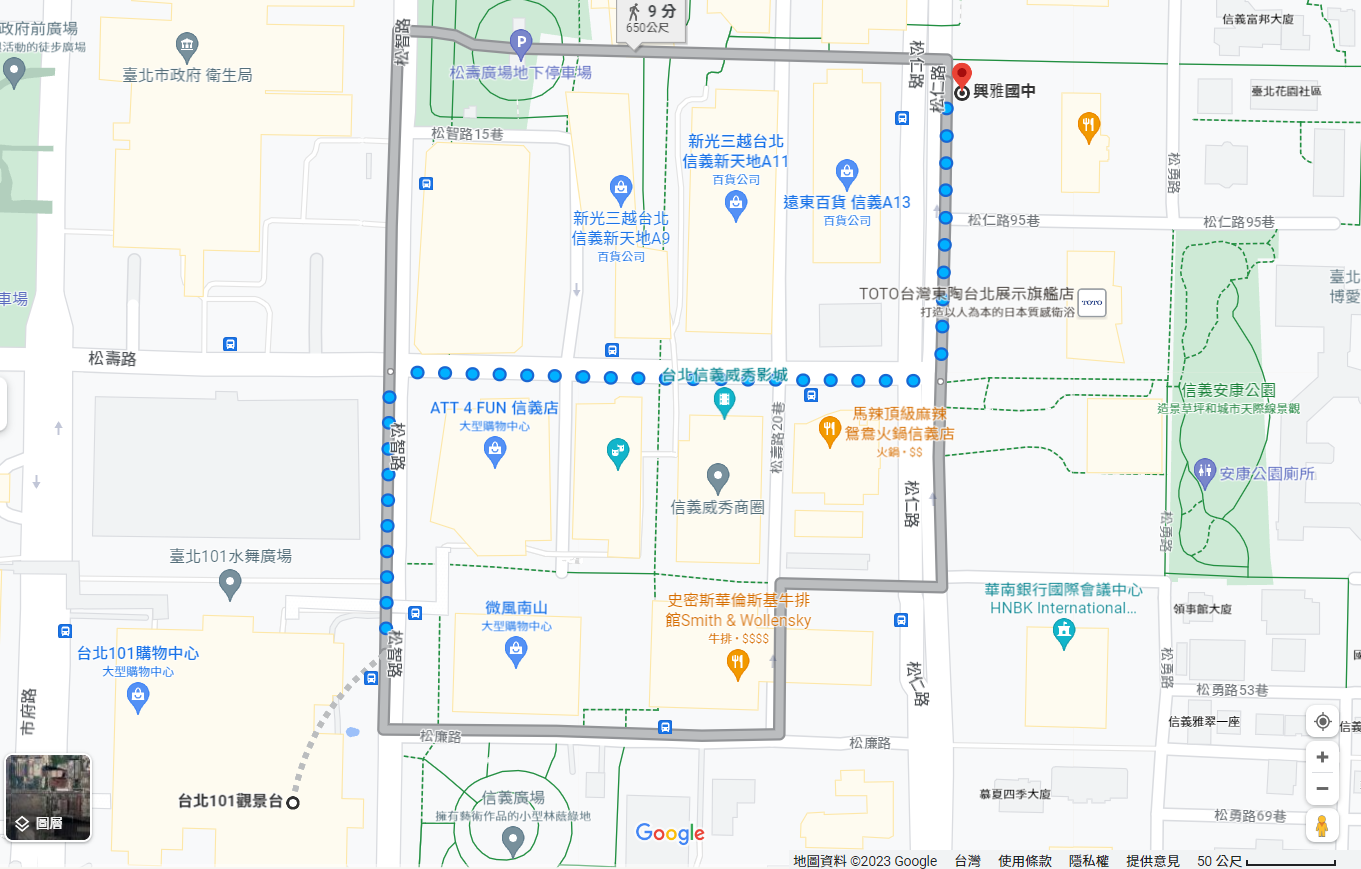 政府前廣場
活動的徒步廣場
臺北市政府 衛生局
松智路
P
松壽廣場地下停車場
9 分
650公尺
松仁路
松仁路
興雅國中
信義富邦大廈
臺北花園社區
松智路15巷
新光三越台北
信義新天地A11
百貨公司
遠東百貨 信義A13
百貨公司
新光三越台北
信義新天地A9
百貨公司
松勇路
松仁路95巷
松仁路95巷
車場
臺北
博愛
TOTO台灣東陶台北展示旗艦店
打造以人為本的日本質感衛浴
TOTO
松壽路
台北信義威秀影城
信義安康公園
造景草坪和城市天際線景觀
ATT 4 FUN 信義店
大型購物中心
松智路
松壽路20巷
馬辣頂級麻辣
鴛鴦火鍋信義店
火鍋・$$
安康公園廁所
信義威秀商圈
松仁路
松勇路
臺北101水舞廣場
華南銀行國際會議中心
HNBK International...
微風南山
大型購物中心
史密斯華倫斯基牛排
館Smith & Wollensky
牛排・$$$$
領事館大廈
台北101購物中心
大型購物中心
松智路
松仁路
松勇路
松勇路53巷
市府路
信義雅翠一座
信義
松廉路
松廉路
台北101觀景台
信義廣場
擁有藝術作品的小型林蔭綠地
慕夏四季大廈
松勇路69巷
圖層
Google
地圖資料 ©2023 Google
台灣
使用條款
隱私權
提供意見
50 公尺